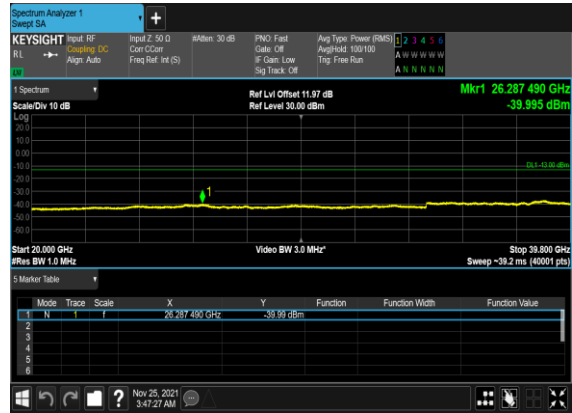 Spectrum Analyzer 1
Swept SA
+
KEYSIGHT Input: RF Input Z: 50 Ω #Atten: 30 dB PNO: Fast Avg Type: Power (RMS) 1 2 3 4 5 6
RL Coupling: DC Corr CCorr Gate: Off Avg|Hold: 100/100 A W W W W W
Align: Auto Freq Ref: Int (S) IF Gain: Low Trig: Free Run
LW Sig Track: Off A N N N N N
1 Spectrum Ref Lvl Offset 11.97 dB Mkr1 26.287 490 GHz
Scale/Div 10 dB Ref Level 30.00 dBm -39.995 dBm
Log
20.0
10.0
0.00
-10.0 DL1 -13.00 dBm
-20.0
-30.0
1
-40.0
-50.0
-60.0
Start 20.000 GHz Video BW 3.0 MHz* Stop 39.800 GHz
#Res BW 1.0 MHz Sweep ~39.2 ms (40001 pts)
5 Marker Table
Mode Trace Scale X Y Function Function Width Function Value
1 N 1 f 26.287 490 GHz -39.99 dBm
2
3
4
5
6
? Nov 25, 2021
3:47:27 AM